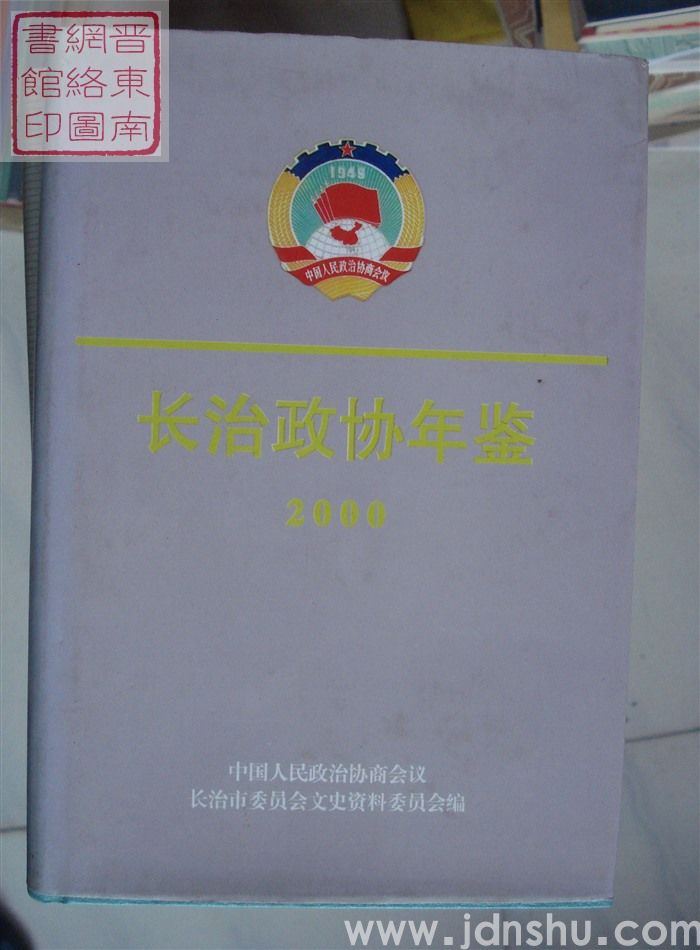 晋東南
網絡圖
書館印
1949
中国人民政治协商会议
长治政协年鉴
2000
中国人民政治协商会议
长治市委员会文史资料委员会编
www.jdnshu.com